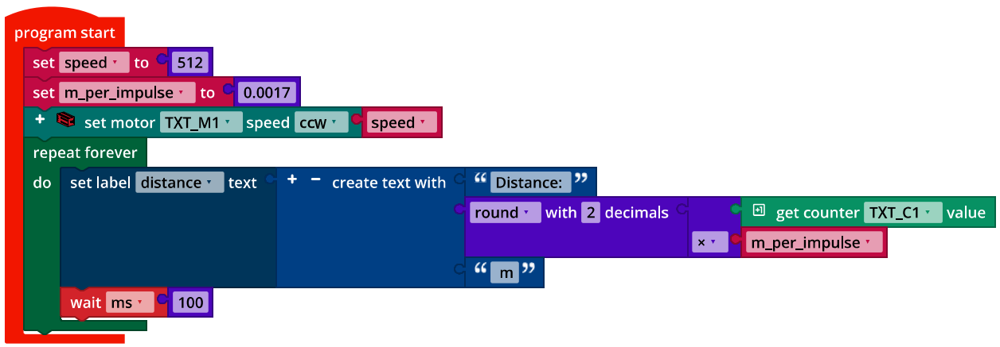 program start
set speed to 512
set m_per_impulse to 0.0017
+ set motor TXT_M1 speed ccw speed
repeat forever
do set label distance text + − create text with “ Distance: ”
round with 2 decimals get counter TXT_C1 value
× m_per_impulse
“ m ”
wait ms 100